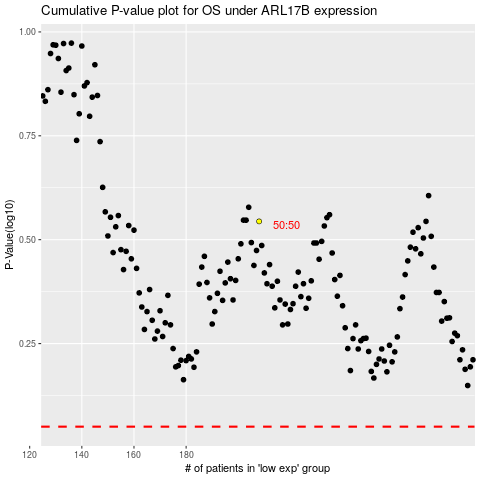 Cumulative P-value plot for OS under ARL17B expression
P-Value(log10)
1.00
0.75
0.50
0.25
50:50
120 140 160 180
# of patients in 'low exp' group